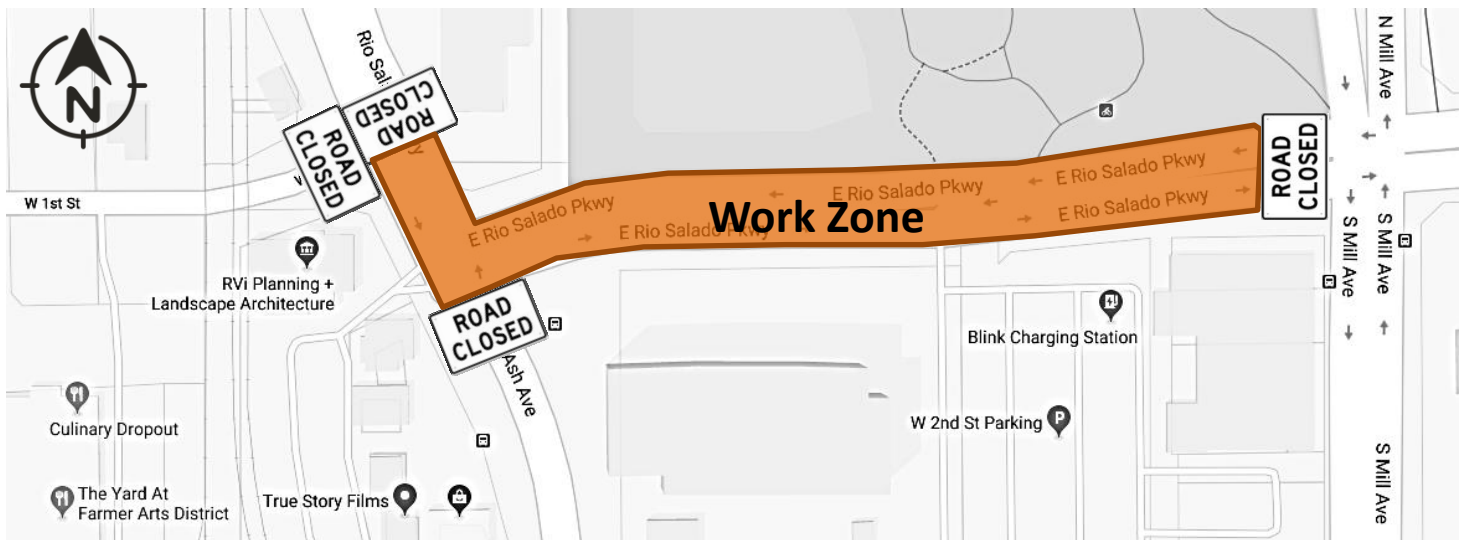 N
Rio Sal
ROAD
CLOSED
ROAD
CLOSED
y
W 1st St
RVi Planning +
Landscape Architecture
E Rio Salado Pkwy
E Rio Salado Pkwy
E Rio Salado Pkwy
E Rio Salado Pkwy
E Rio Salado Pkwy
Work Zone
ROAD
CLOSED
N Mill Ave
S Mill Ave
S Mill Ave
S Mill Ave
ROAD
CLOSED
Ash Ave
Blink Charging Station
W 2nd St Parking
P
Culinary Dropout
The Yard At
Farmer Arts District
True Story Films